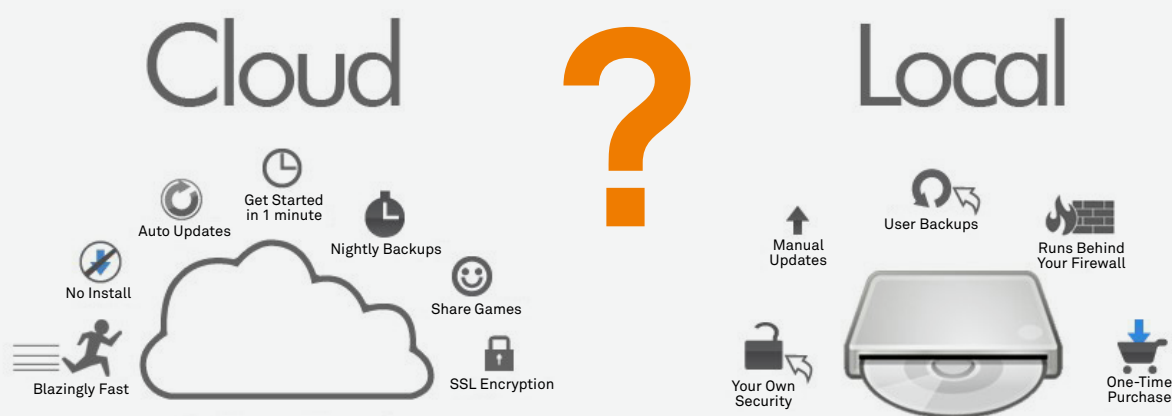 Cloud
?
Local
Get Started
in 1 minute
Auto Updates
Nightly Backups
No Install
Share Games
Blazingly Fast
SSL Encryption
User Backups
Manual
Updates
Runs Behind
Your Firewall
Your Own
Security
One-Time
Purchase